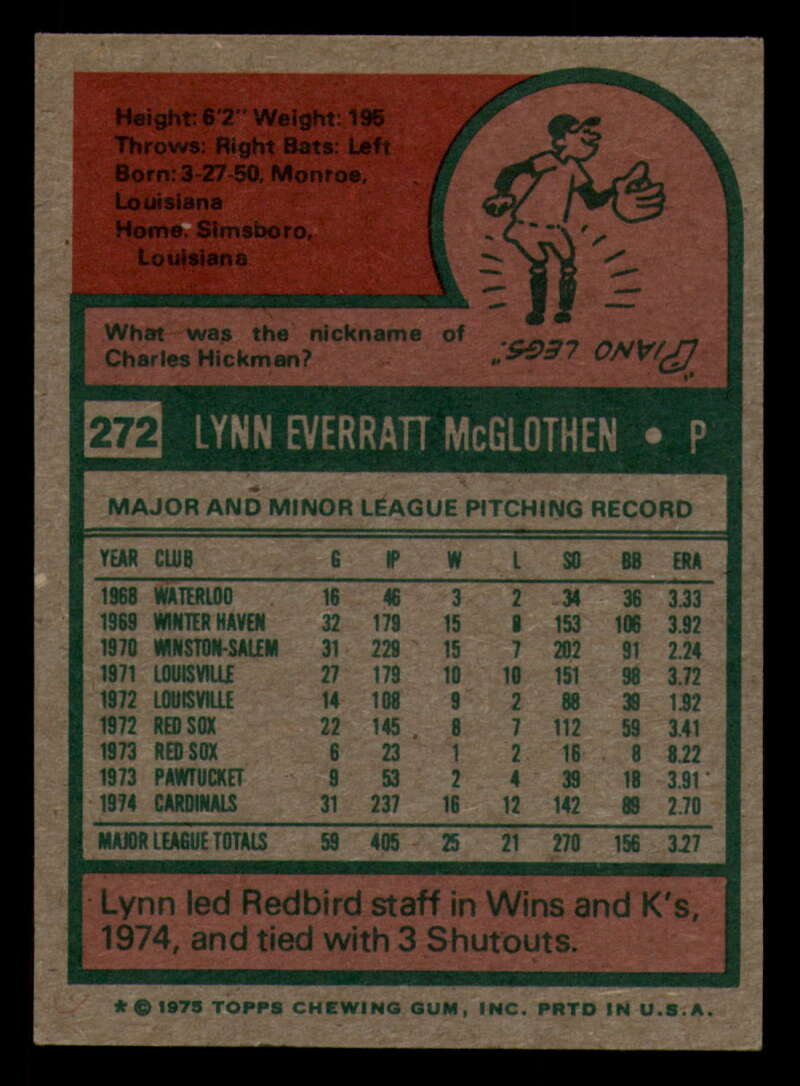 Height: 6'2" Weight: 195
Throws: Right Bats: Left
Born: 3-27-50, Monroe,
Louisiana
Home: Simsboro,
Louisiana
What was the nickname of
Charles Hickman?
"PIANO LEGS."
272 LYNN EVERRATT McGLOTHEN • P
MAJOR AND MINOR LEAGUE PITCHING RECORD
YEAR CLUB G IP W L SO BB ERA
1968 WATERLOO 16 46 3 2 34 36 3.33
1969 WINTER HAVEN 32 179 15 8 153 106 3.92
1970 WINSTON-SALEM 31 229 15 7 202 91 2.24
1971 LOUISVILLE 27 179 10 10 151 98 3.72
1972 LOUISVILLE 14 108 9 2 88 39 1.92
1972 RED SOX 22 145 8 7 112 59 3.41
1973 RED SOX 6 23 1 2 16 8 8.22
1973 PAWTUCKET 9 53 2 4 39 18 3.91
1974 CARDINALS 31 237 16 12 142 89 2.70
MAJOR LEAGUE TOTALS 59 405 25 21 270 156 3.27
Lynn led Redbird staff in Wins and K's,
1974, and tied with 3 Shutouts.
* © 1975 TOPPS CHEWING GUM, INC. PRTD IN U.S.A.